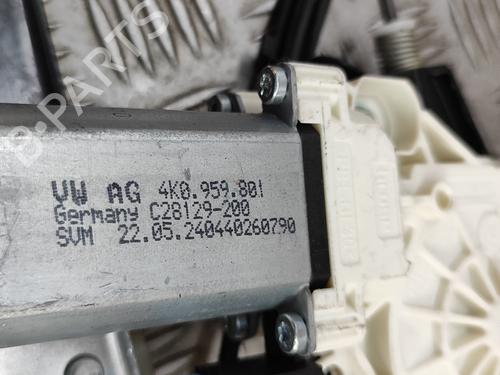 B-PARTS
VW AG 4K0.959.801
Germany C28129-200
SVM 22.05.240440260790